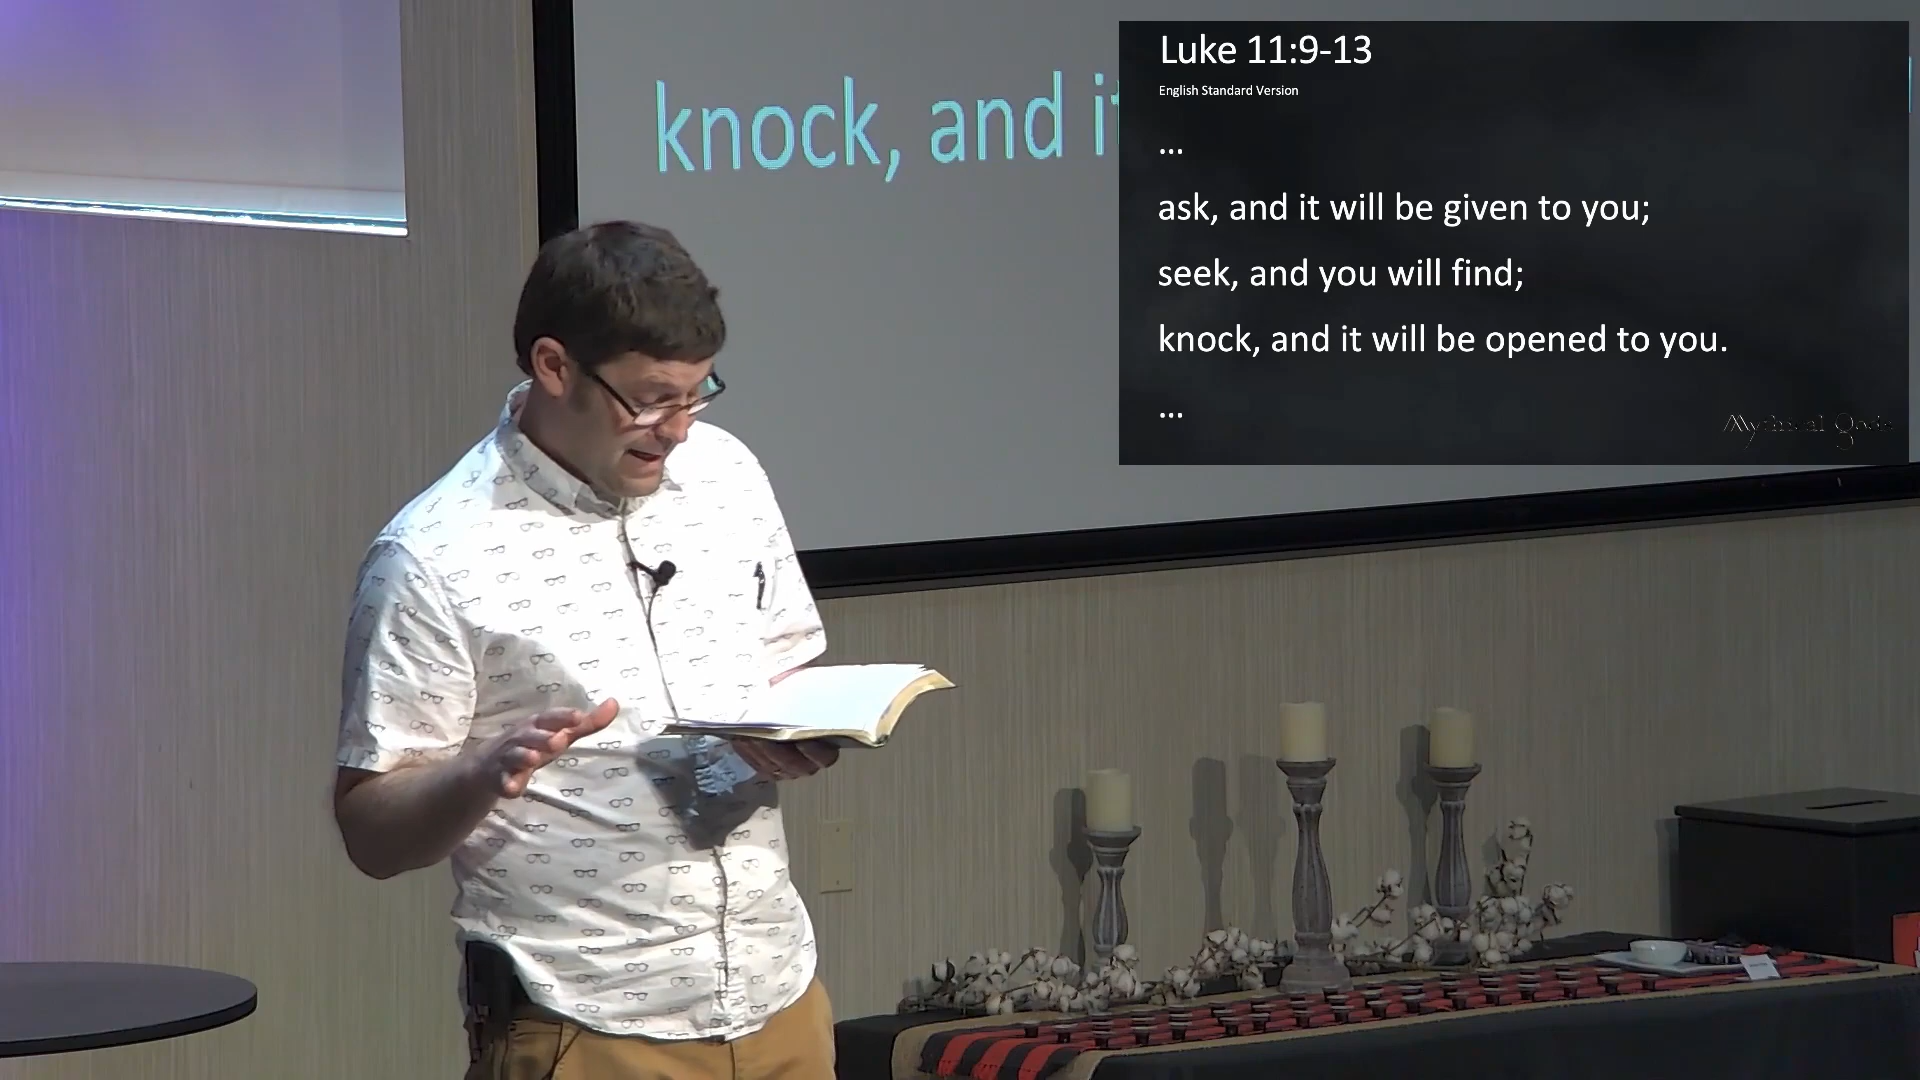 knock, and it
Luke 11:9-13
English Standard Version
...
ask, and it will be given to you;
seek, and you will find;
knock, and it will be opened to you.
...